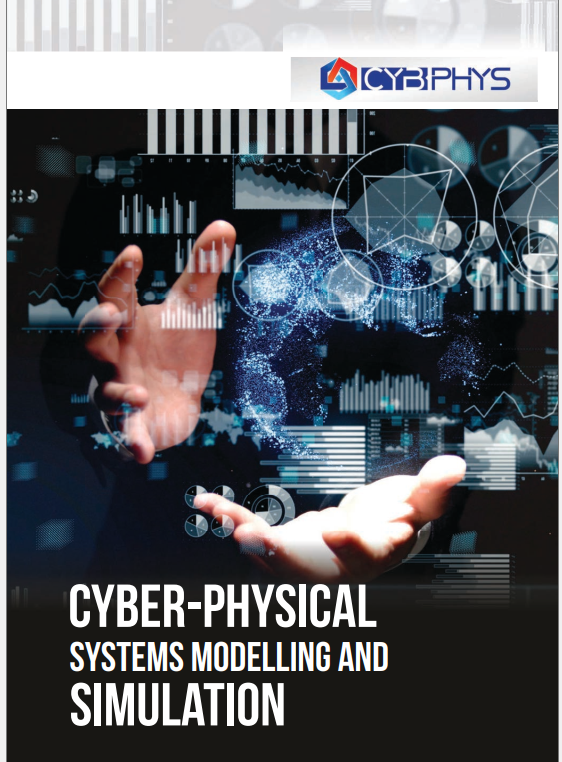 CYBPHYS
CYBER-PHYSICAL
SYSTEMS MODELLING AND
SIMULATION